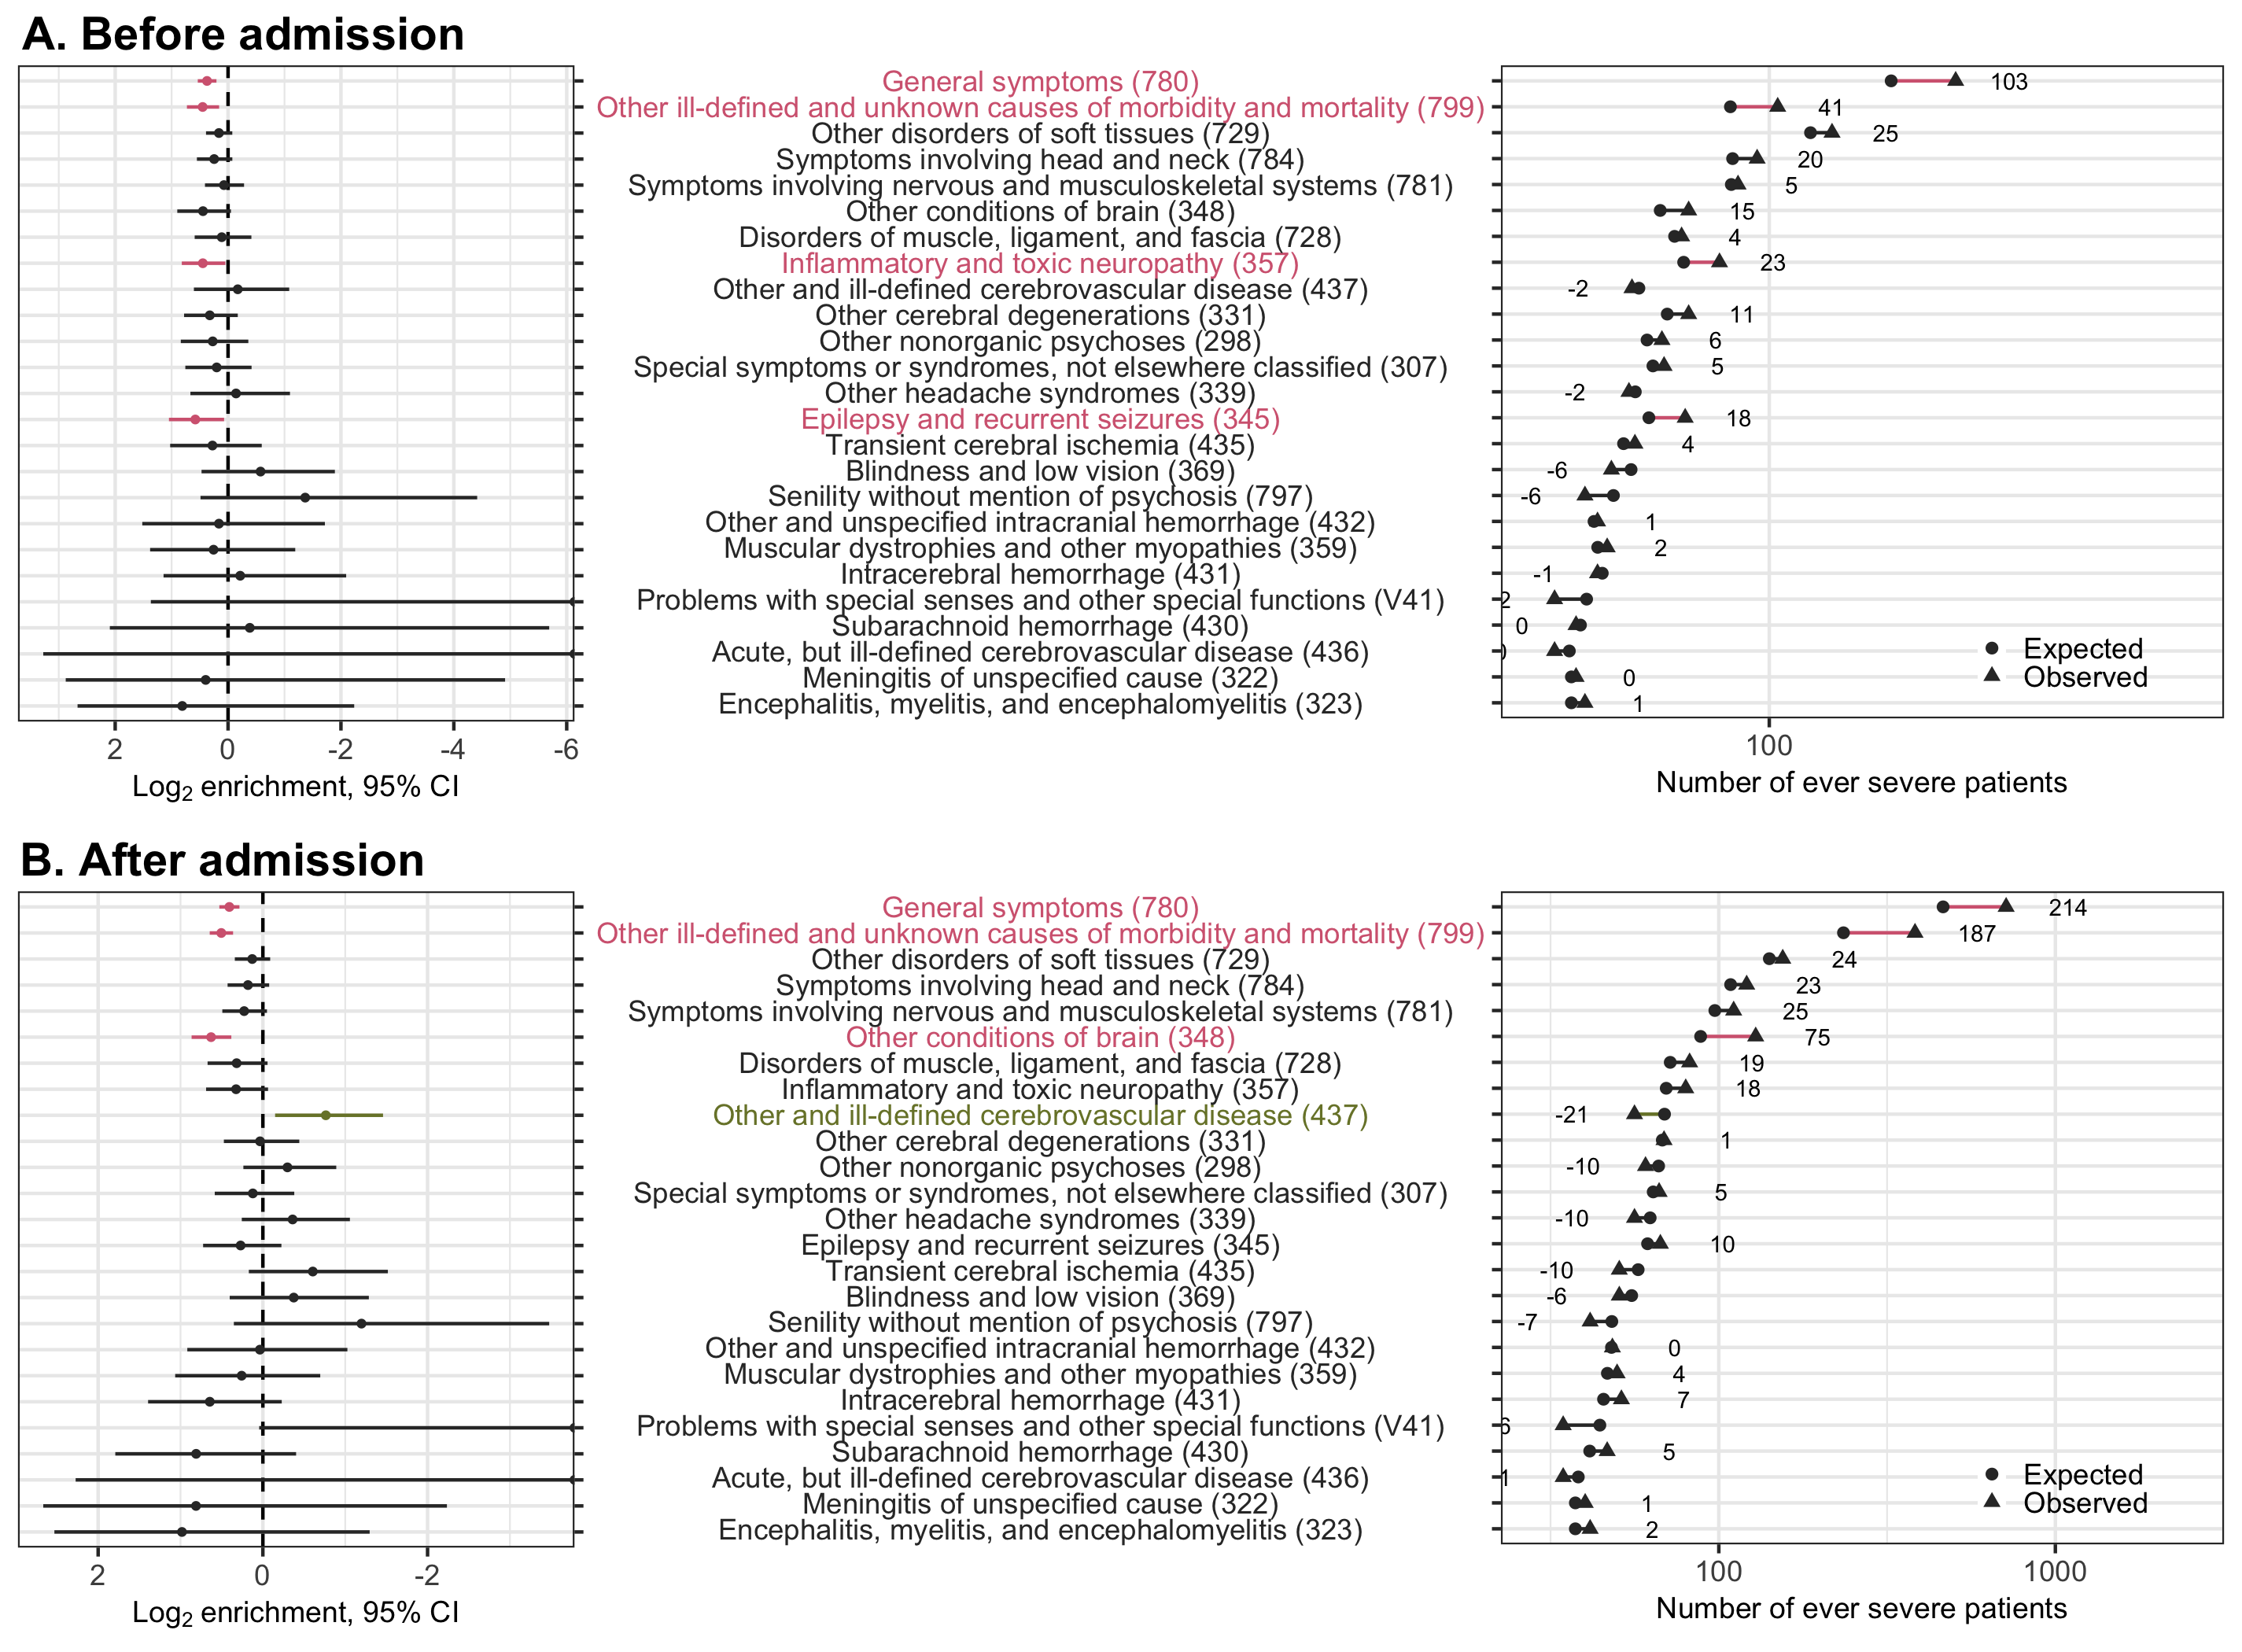 A. Before admission
General symptoms (780)
103
Other ill-defined and unknown causes of morbidity and mortality (799)
41
Other disorders of soft tissues (729)
25
Symptoms involving head and neck (784)
20
Symptoms involving nervous and musculoskeletal systems (781)
5
Other conditions of brain (348)
15
Disorders of muscle, ligament, and fascia (728)
4
Inflammatory and toxic neuropathy (357)
23
Other and ill-defined cerebrovascular disease (437)
-2
Other cerebral degenerations (331)
11
Other nonorganic psychoses (298)
6
Special symptoms or syndromes, not elsewhere classified (307)
5
Other headache syndromes (339)
-2
Epilepsy and recurrent seizures (345)
18
Transient cerebral ischemia (435)
4
Blindness and low vision (369)
-6
Senility without mention of psychosis (797)
-6
Other and unspecified intracranial hemorrhage (432)
1
Muscular dystrophies and other myopathies (359)
2
Intracerebral hemorrhage (431)
-1
Problems with special senses and other special functions (V41)
2
Subarachnoid hemorrhage (430)
0
Acute, but ill-defined cerebrovascular disease (436)
Meningitis of unspecified cause (322)
0
Encephalitis, myelitis, and encephalomyelitis (323)
1
Expected
Observed
2 0 -2 -4 -6
100
Log2 enrichment, 95% CI
Number of ever severe patients
B. After admission
General symptoms (780)
214
Other ill-defined and unknown causes of morbidity and mortality (799)
187
Other disorders of soft tissues (729)
24
Symptoms involving head and neck (784)
23
Symptoms involving nervous and musculoskeletal systems (781)
25
Other conditions of brain (348)
75
Disorders of muscle, ligament, and fascia (728)
19
Inflammatory and toxic neuropathy (357)
18
Other and ill-defined cerebrovascular disease (437)
-21
Other cerebral degenerations (331)
1
Other nonorganic psychoses (298)
-10
Special symptoms or syndromes, not elsewhere classified (307)
5
Other headache syndromes (339)
-10
Epilepsy and recurrent seizures (345)
10
Transient cerebral ischemia (435)
-10
Blindness and low vision (369)
-6
Senility without mention of psychosis (797)
-7
Other and unspecified intracranial hemorrhage (432)
0
Muscular dystrophies and other myopathies (359)
4
Intracerebral hemorrhage (431)
7
Problems with special senses and other special functions (V41)
6
Subarachnoid hemorrhage (430)
5
Acute, but ill-defined cerebrovascular disease (436)
1
Meningitis of unspecified cause (322)
1
Encephalitis, myelitis, and encephalomyelitis (323)
2
Expected
Observed
2 0 -2
100 1000
Log2 enrichment, 95% CI
Number of ever severe patients